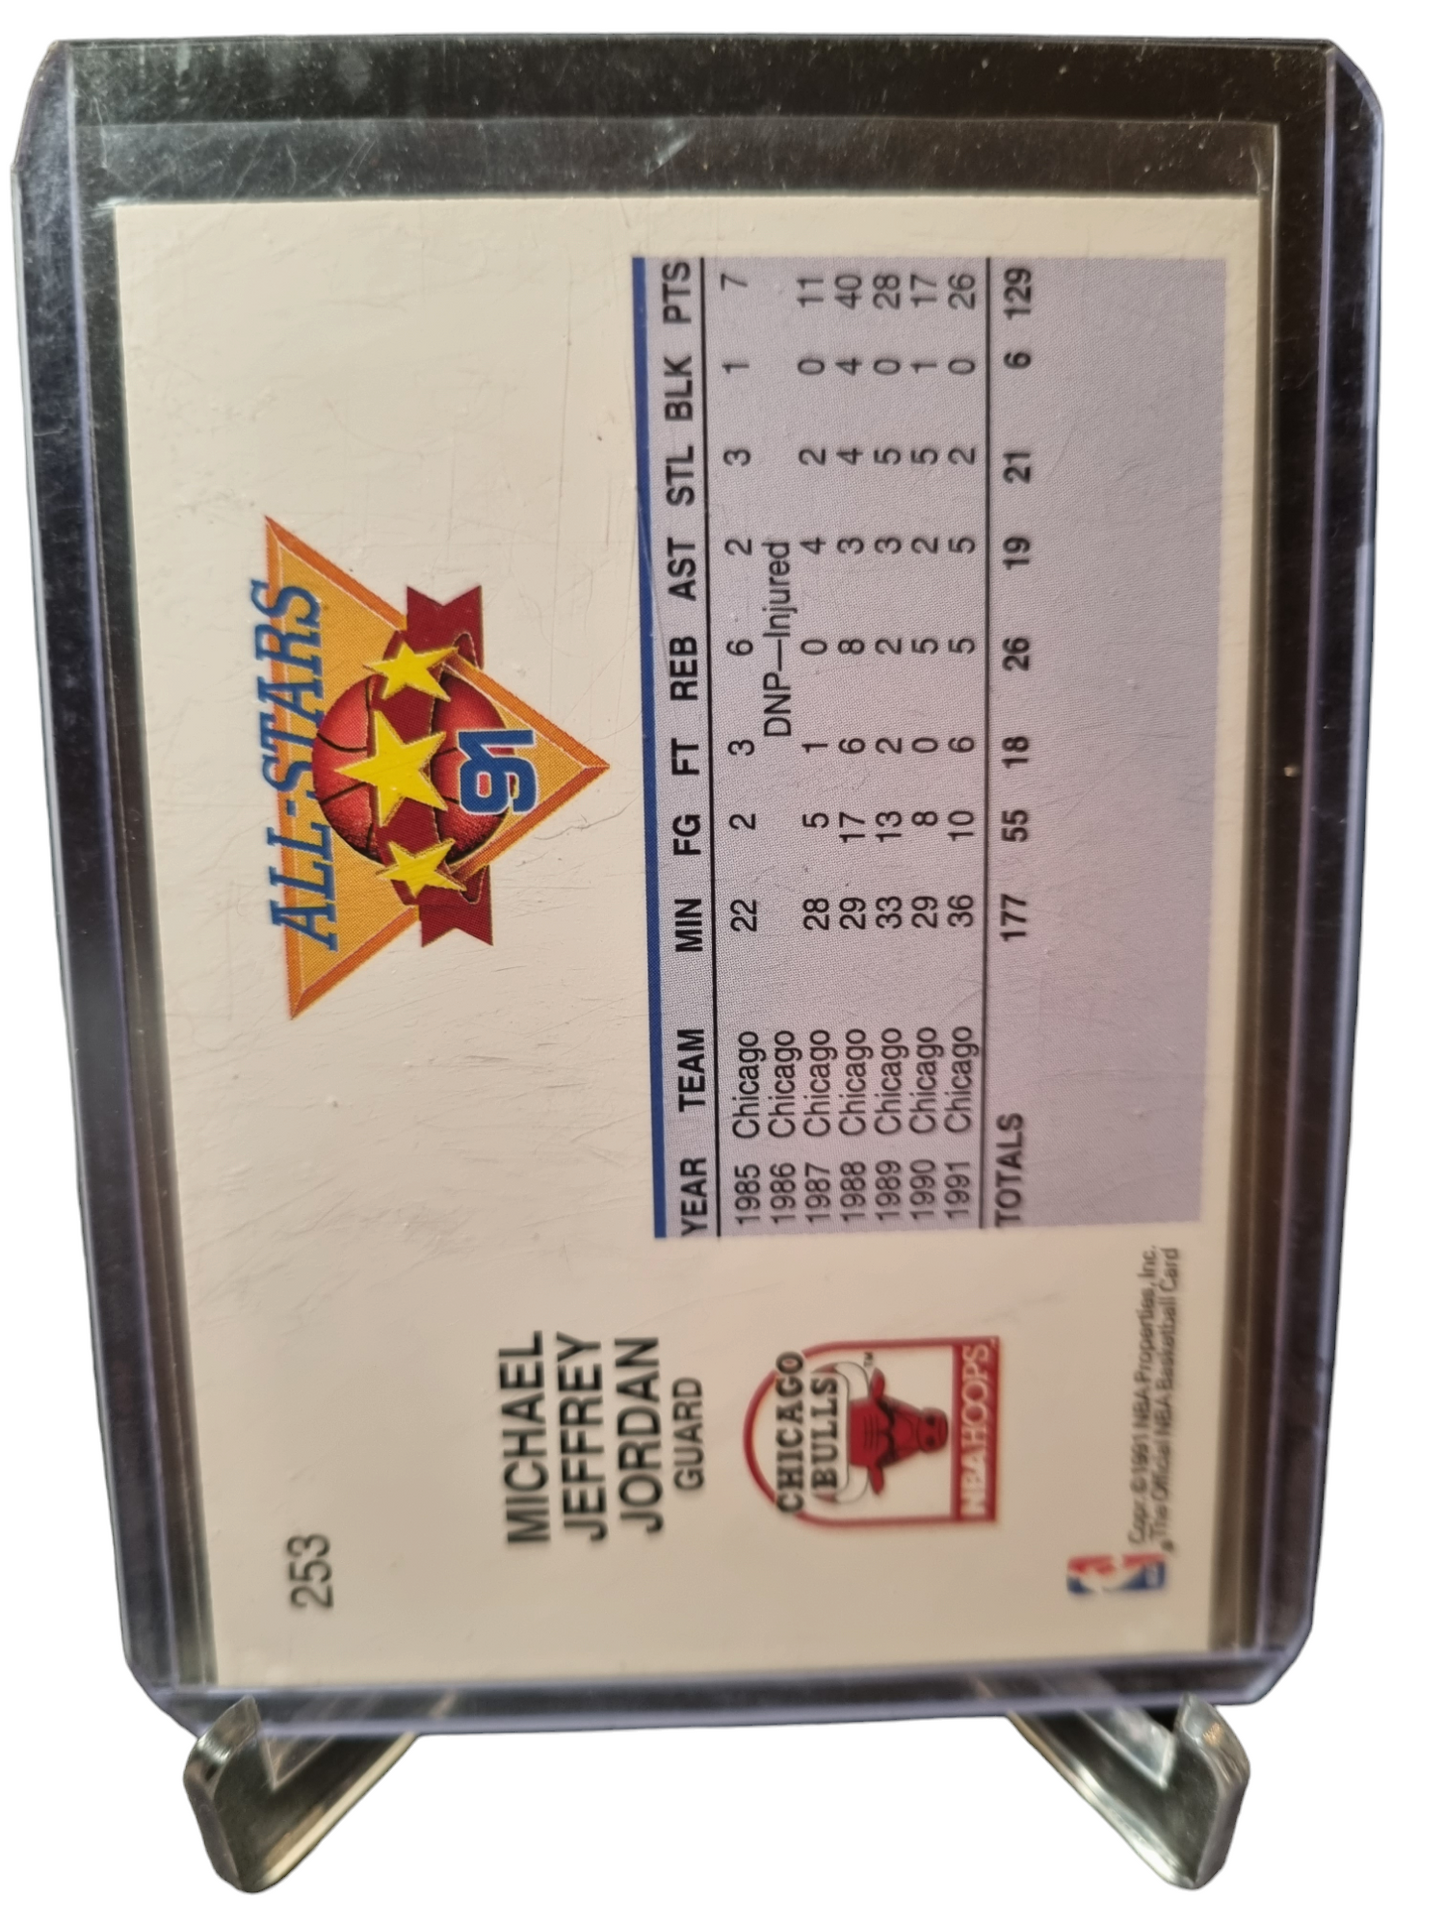 253
ALL-STARS
91
MICHAEL
JEFFREY
JORDAN
GUARD
CHICAGO
BULLS
TM
NBA HOOPS
YEAR TEAM MIN FG FT REB AST STL BLK PTS
1985 Chicago 22 2 3 6 2 3 1 7
1986 Chicago DNP—Injured
1987 Chicago 28 5 1 0 4 2 0 11
1988 Chicago 29 17 6 8 3 4 4 40
1989 Chicago 33 13 2 2 3 5 0 28
1990 Chicago 29 8 0 5 2 5 1 17
1991 Chicago 36 10 6 5 5 2 0 26
TOTALS 177 55 18 26 19 21 6 129
Copr. © 1991 NBA Properties, Inc.
The Official NBA Basketball Card